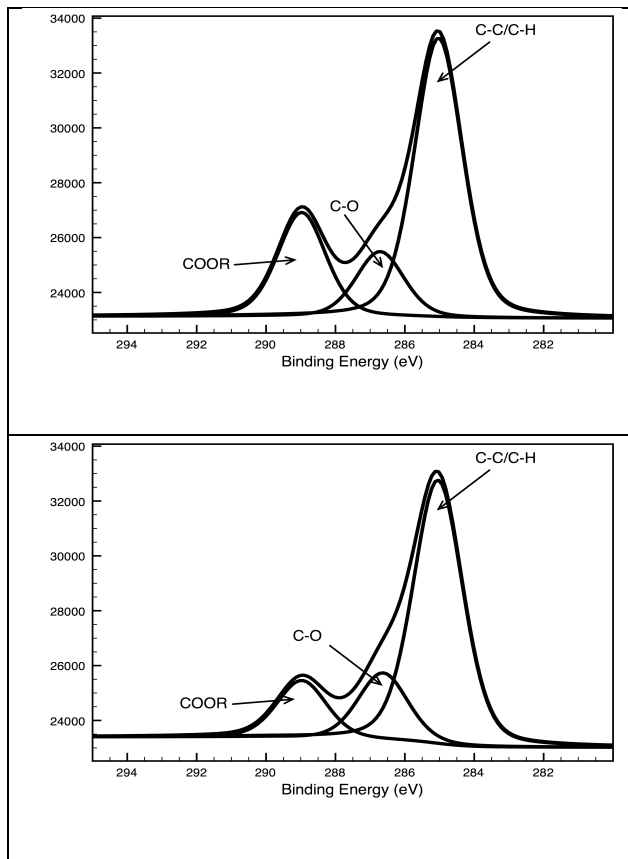 34000
C-C/C-H
32000
30000
28000
C-O
26000
COOR
24000
294 292 290 288 286 284 282
Binding Energy (eV)
34000
C-C/C-H
32000
30000
28000
C-O
26000
COOR
24000
294 292 290 288 286 284 282
Binding Energy (eV)